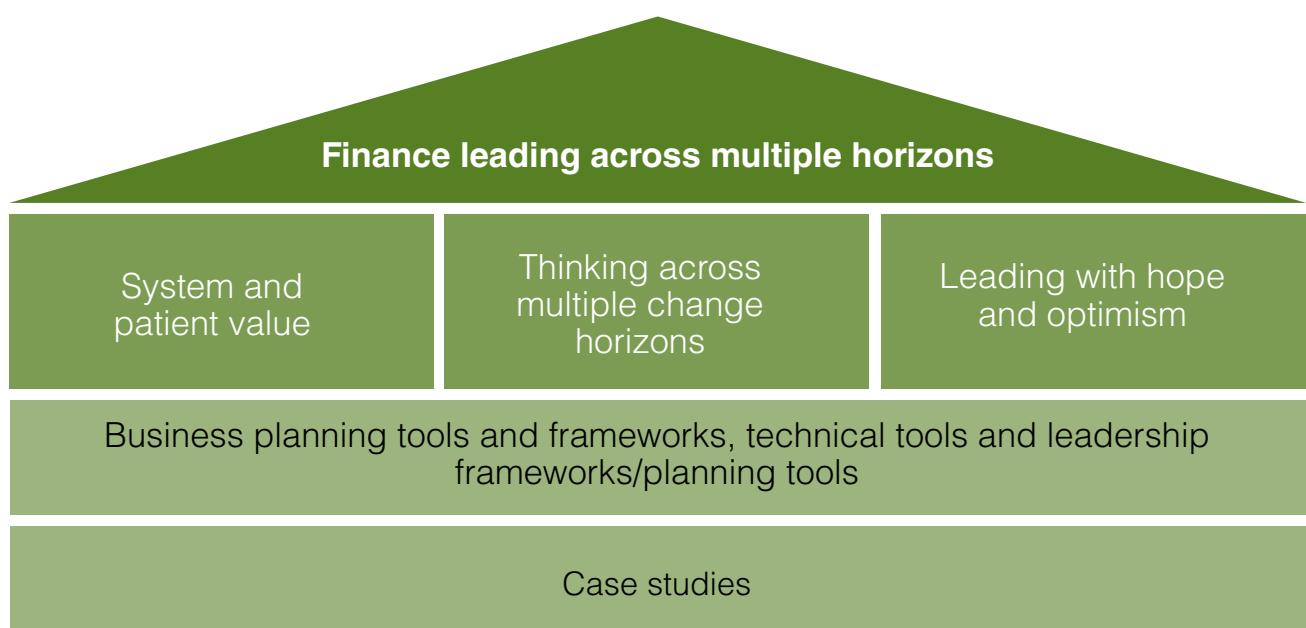 Finance leading across multiple horizons
System and
patient value
Thinking across
multiple change
horizons
Leading with hope
and optimism
Business planning tools and frameworks, technical tools and leadership
frameworks/planning tools
Case studies